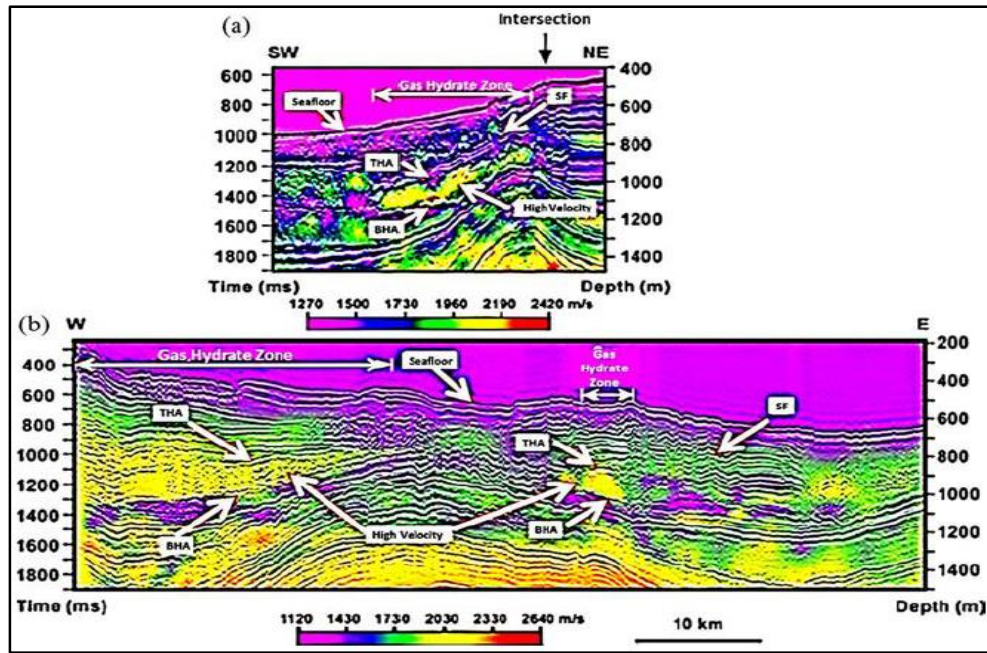 (a)
Intersection
SW
NE
600
800
1000
1200
1400
1600
1800
400
600
800
1000
1200
1400
Gas Hydrate Zone
Seafloor
SF
THA
High Velocity
BHA.
Time (ms)
Depth (m)
1270 1500 1730 1960 2190 2420 m/s
(b)
W
E
400
600
800
1000
1200
1400
1600
1800
200
400
600
800
1000
1200
1400
Gas Hydrate Zone
Seafloor
Gas
Hydrate
Zone
THA
THA
SF
BHA
High Velocity
BHA
Time (ms)
Depth (m)
1120 1430 1730 2030 2330 2640 m/s
10 km